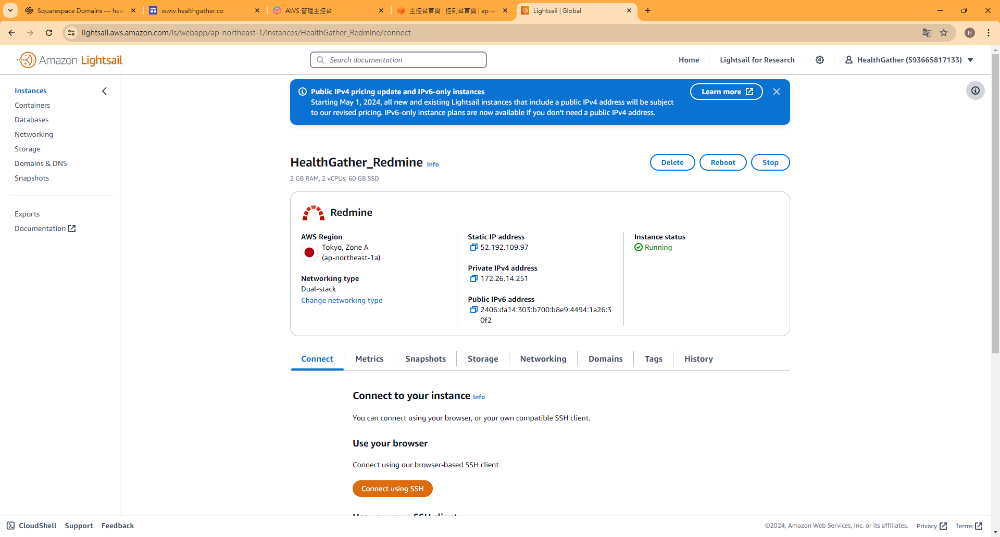 Squarespace Domains — hea
www.healthgather.co
AWS 管理主控台
主控台首頁 | 控制台首頁 | ap-so
Lightsail | Global
lightsail.aws.amazon.com/ls/webapp/ap-northeast-1/instances/HealthGather_Redmine/connect
H
Amazon Lightsail
Search documentation
Home
Lightsail for Research
HealthGather (593665817133)
Instances
Containers
Databases
Networking
Storage
Domains & DNS
Snapshots
Exports
Documentation
Public IPv4 pricing update and IPv6-only instances
Starting May 1, 2024, all new and existing Lightsail instances that include a public IPv4 address will be subject
to our revised pricing. IPv6-only instance plans are now available if you don't need a public IPv4 address.
Learn more
HealthGather_Redmine Info
Delete
Reboot
Stop
2 GB RAM, 2 vCPUs, 60 GB SSD
Redmine
AWS Region
Tokyo, Zone A
(ap-northeast-1a)
Networking type
Dual-stack
Change networking type
Static IP address
52.192.109.97
Private IPv4 address
172.26.14.251
Public IPv6 address
2406:da14:303:b700:b8e9:4494:1a26:3
0f2
Instance status
Running
Connect
Metrics
Snapshots
Storage
Networking
Domains
Tags
History
Connect to your instance Info
You can connect using your browser, or your own compatible SSH client.
Use your browser
Connect using our browser-based SSH client
Connect using SSH
Use your own SSH client
CloudShell
Support
Feedback
©2024, Amazon Web Services, Inc. or its affiliates.
Privacy
Terms